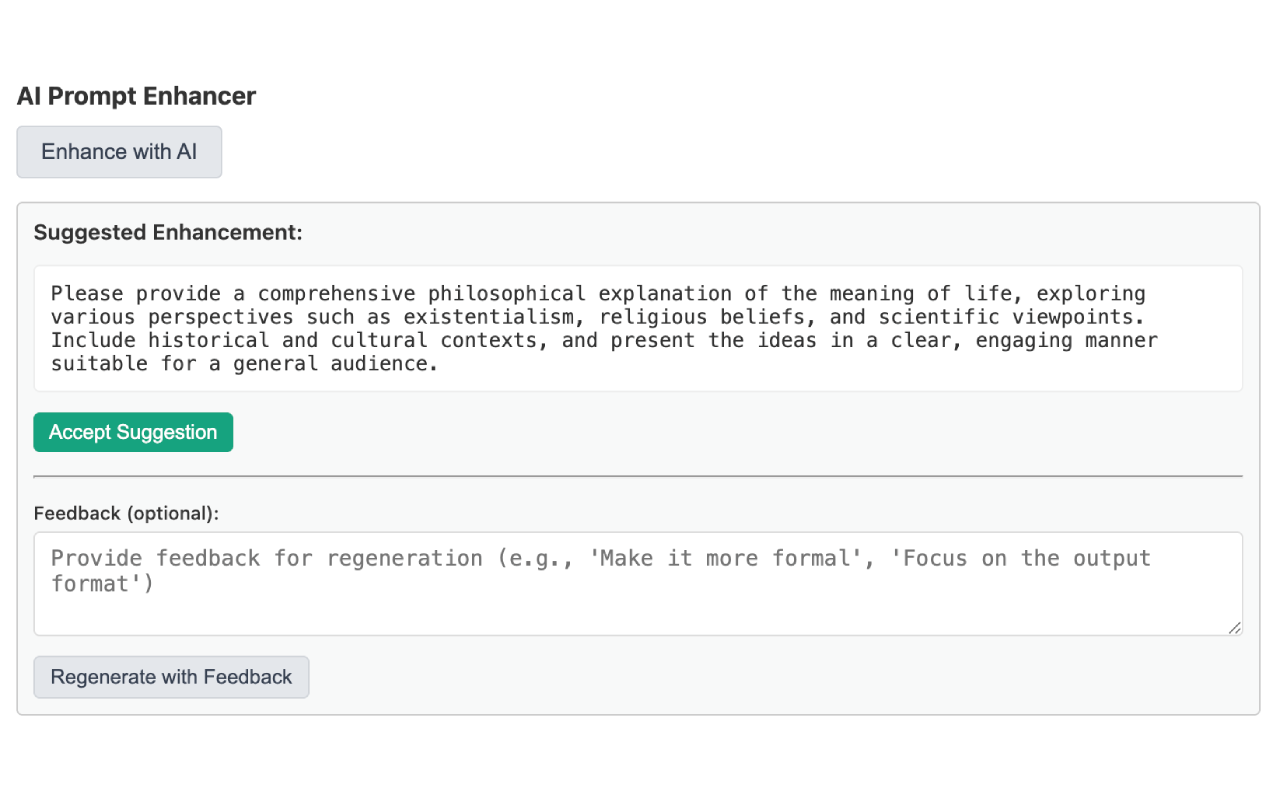 AI Prompt Enhancer
Enhance with AI
Suggested Enhancement:
Please provide a comprehensive philosophical explanation of the meaning of life, exploring
various perspectives such as existentialism, religious beliefs, and scientific viewpoints.
Include historical and cultural contexts, and present the ideas in a clear, engaging manner
suitable for a general audience.
Accept Suggestion
Feedback (optional):
Provide feedback for regeneration (e.g., 'Make it more formal', 'Focus on the output
format')
Regenerate with Feedback